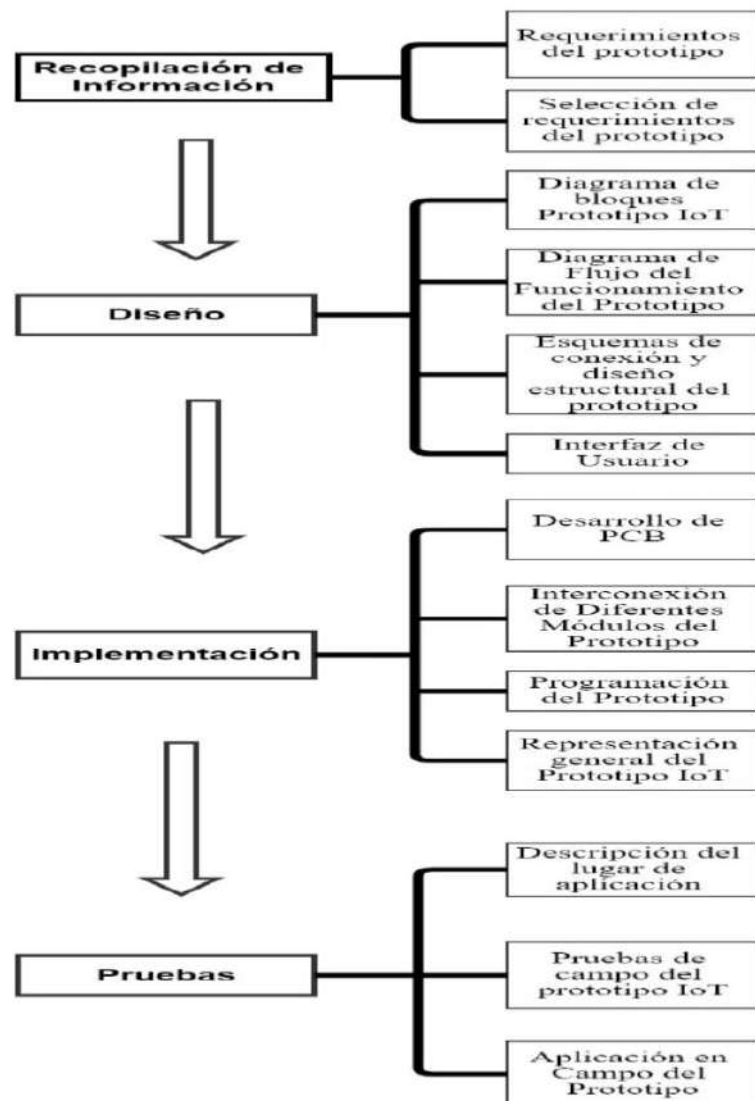 Recopilación de
Información
Requerimientos
del prototipo
Selección de
requerimientos
del prototipo
Diseño
Diagrama de
bloques
Prototipo IoT
Diagrama de
Flujo del
Funcionamiento
del Prototipo
Esquemas de
conexión y
diseño
estructural del
prototipo
Interfaz de
Usuario
Implementación
Desarrollo de
PCB
Interconexión
de Diferentes
Módulos del
Prototipo
Programación
del Prototipo
Representación
general del
Prototipo IoT
Pruebas
Descripción del
lugar de
aplicación
Pruebas de
campo del
prototipo IoT
Aplicación en
Campo del
Prototipo